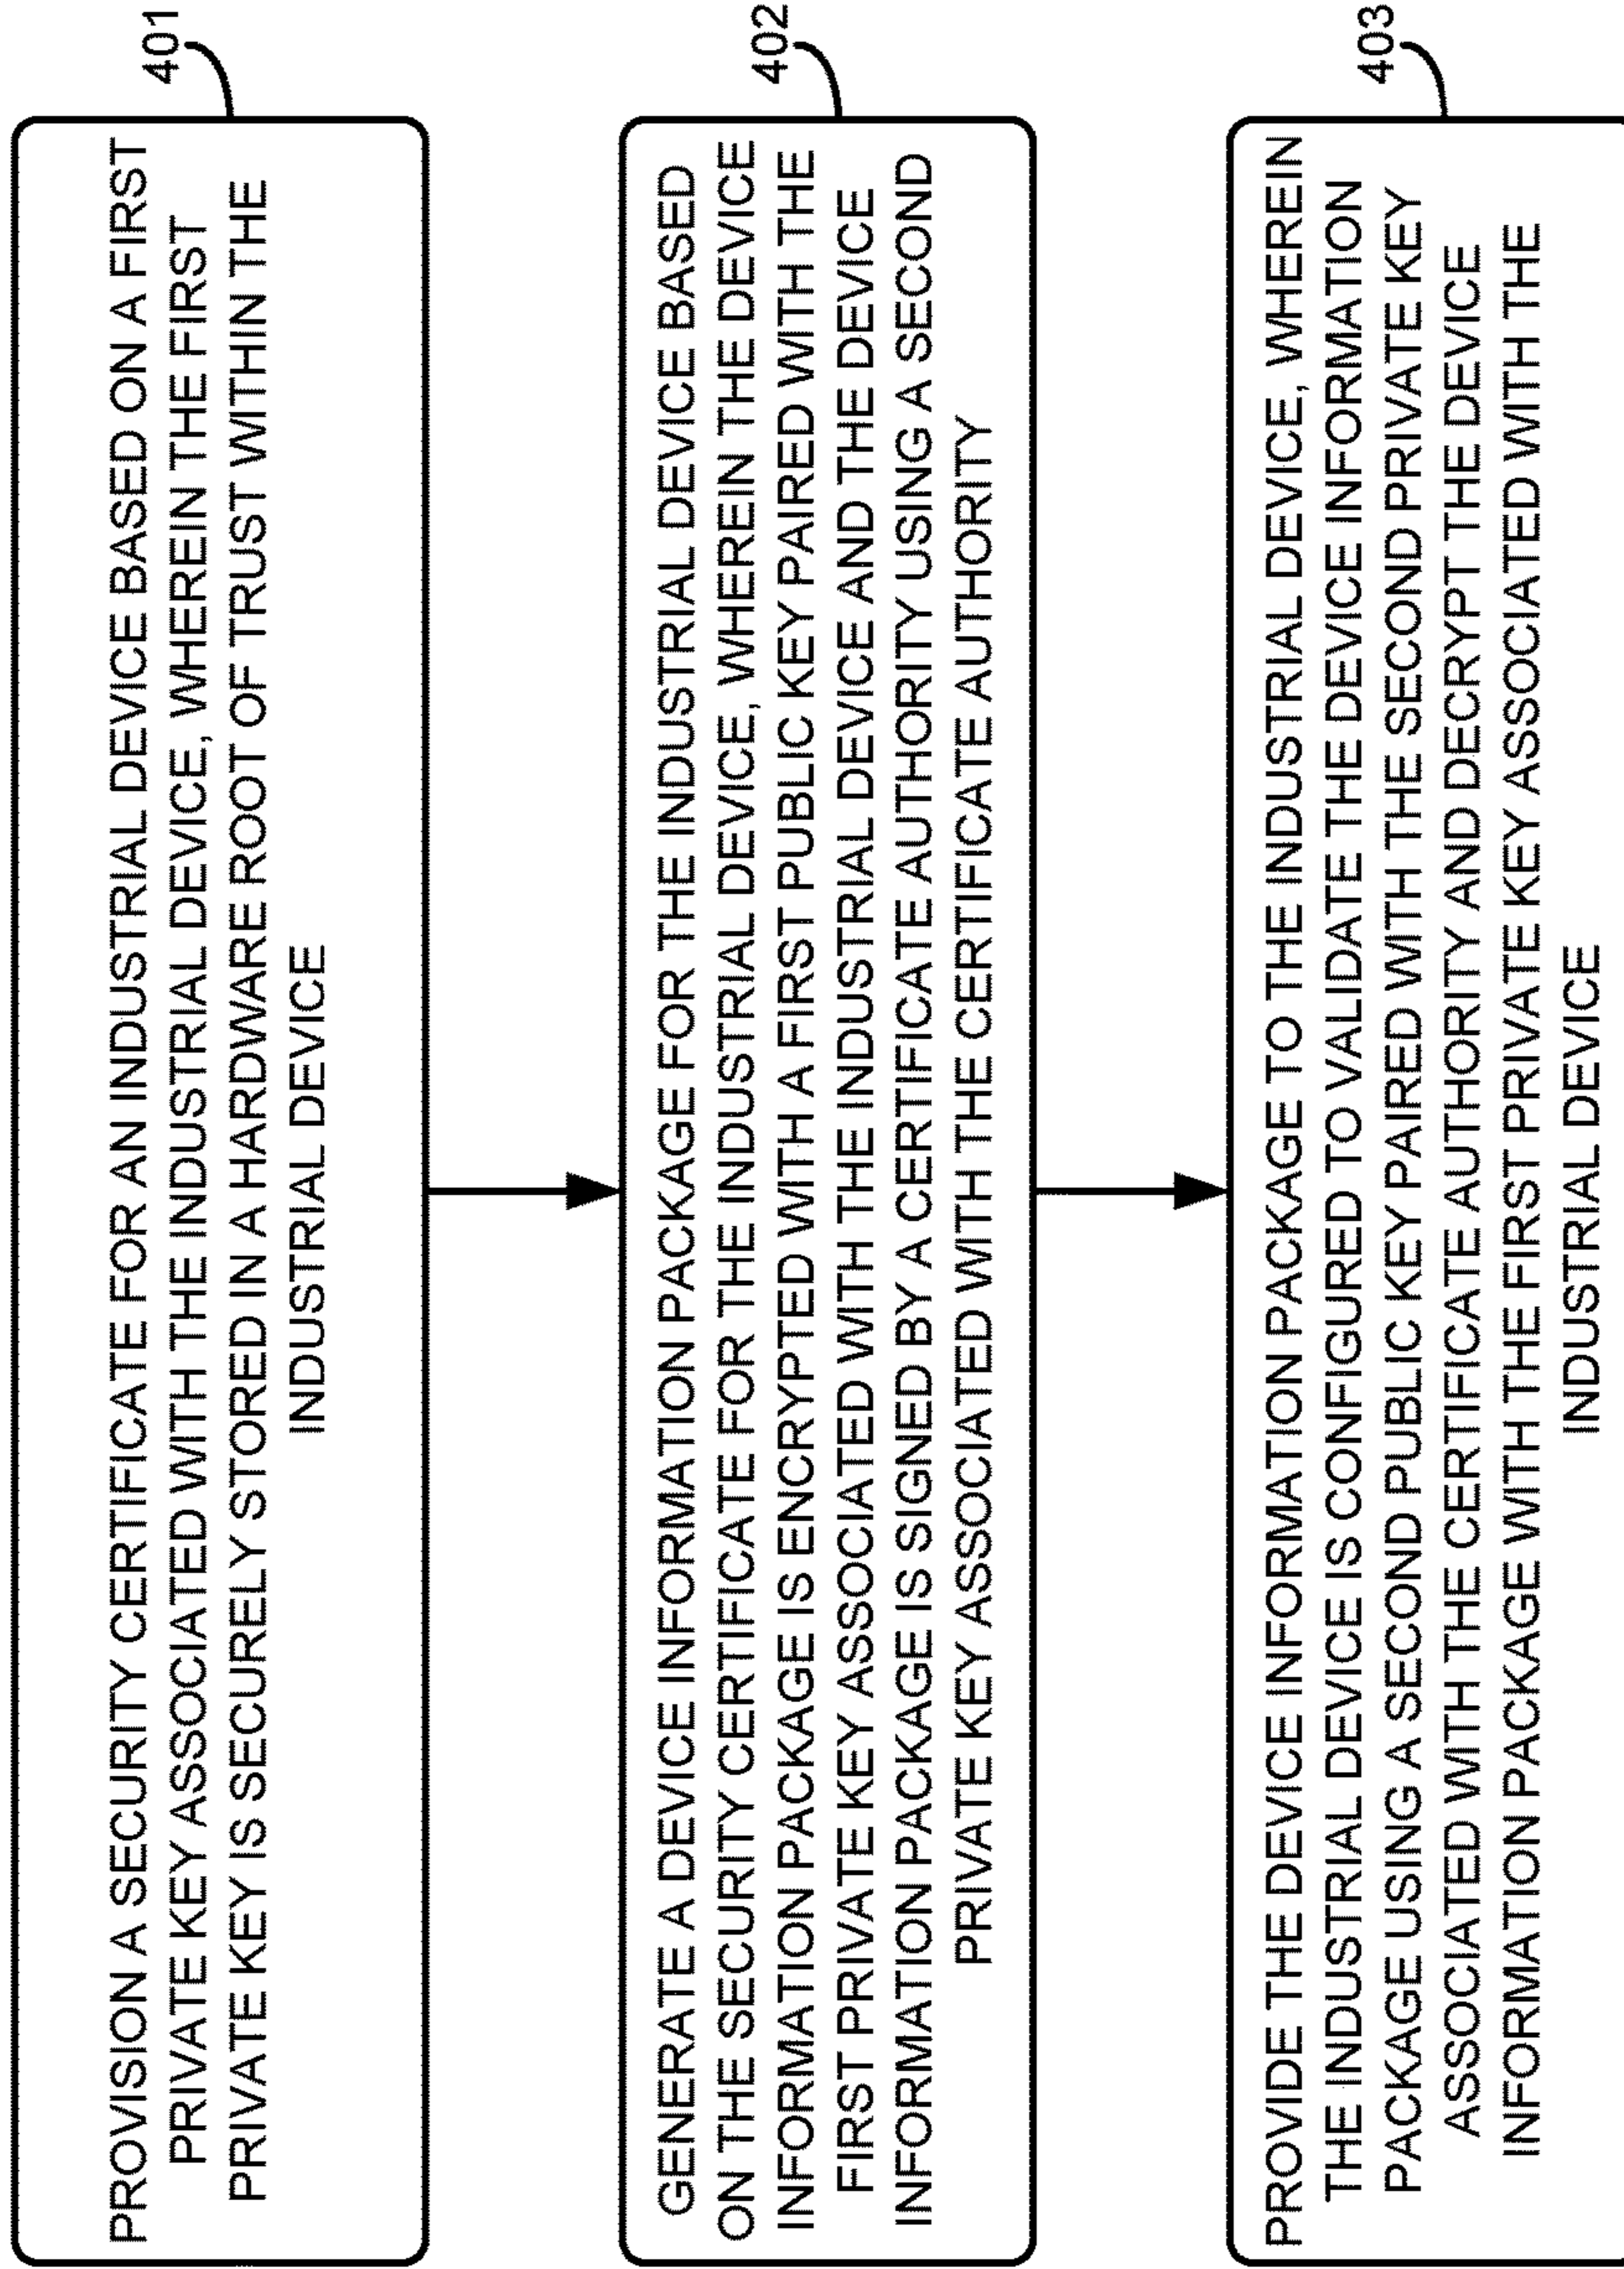 401
PROVISION A SECURITY CERTIFICATE FOR AN INDUSTRIAL DEVICE BASED ON A FIRST
PRIVATE KEY ASSOCIATED WITH THE INDUSTRIAL DEVICE, WHEREIN THE FIRST
PRIVATE KEY IS SECURELY STORED IN A HARDWARE ROOT OF TRUST WITHIN THE
INDUSTRIAL DEVICE
402
GENERATE A DEVICE INFORMATION PACKAGE FOR THE INDUSTRIAL DEVICE BASED
ON THE SECURITY CERTIFICATE FOR THE INDUSTRIAL DEVICE, WHEREIN THE DEVICE
INFORMATION PACKAGE IS ENCRYPTED WITH A FIRST PUBLIC KEY PAIRED WITH THE
FIRST PRIVATE KEY ASSOCIATED WITH THE INDUSTRIAL DEVICE AND THE DEVICE
INFORMATION PACKAGE IS SIGNED BY A CERTIFICATE AUTHORITY USING A SECOND
PRIVATE KEY ASSOCIATED WITH THE CERTIFICATE AUTHORITY
403
PROVIDE THE DEVICE INFORMATION PACKAGE TO THE INDUSTRIAL DEVICE, WHEREIN
THE INDUSTRIAL DEVICE IS CONFIGURED TO VALIDATE THE DEVICE INFORMATION
PACKAGE USING A SECOND PUBLIC KEY PAIRED WITH THE SECOND PRIVATE KEY
ASSOCIATED WITH THE CERTIFICATE AUTHORITY AND DECRYPT THE DEVICE
INFORMATION PACKAGE WITH THE FIRST PRIVATE KEY ASSOCIATED WITH THE
INDUSTRIAL DEVICE